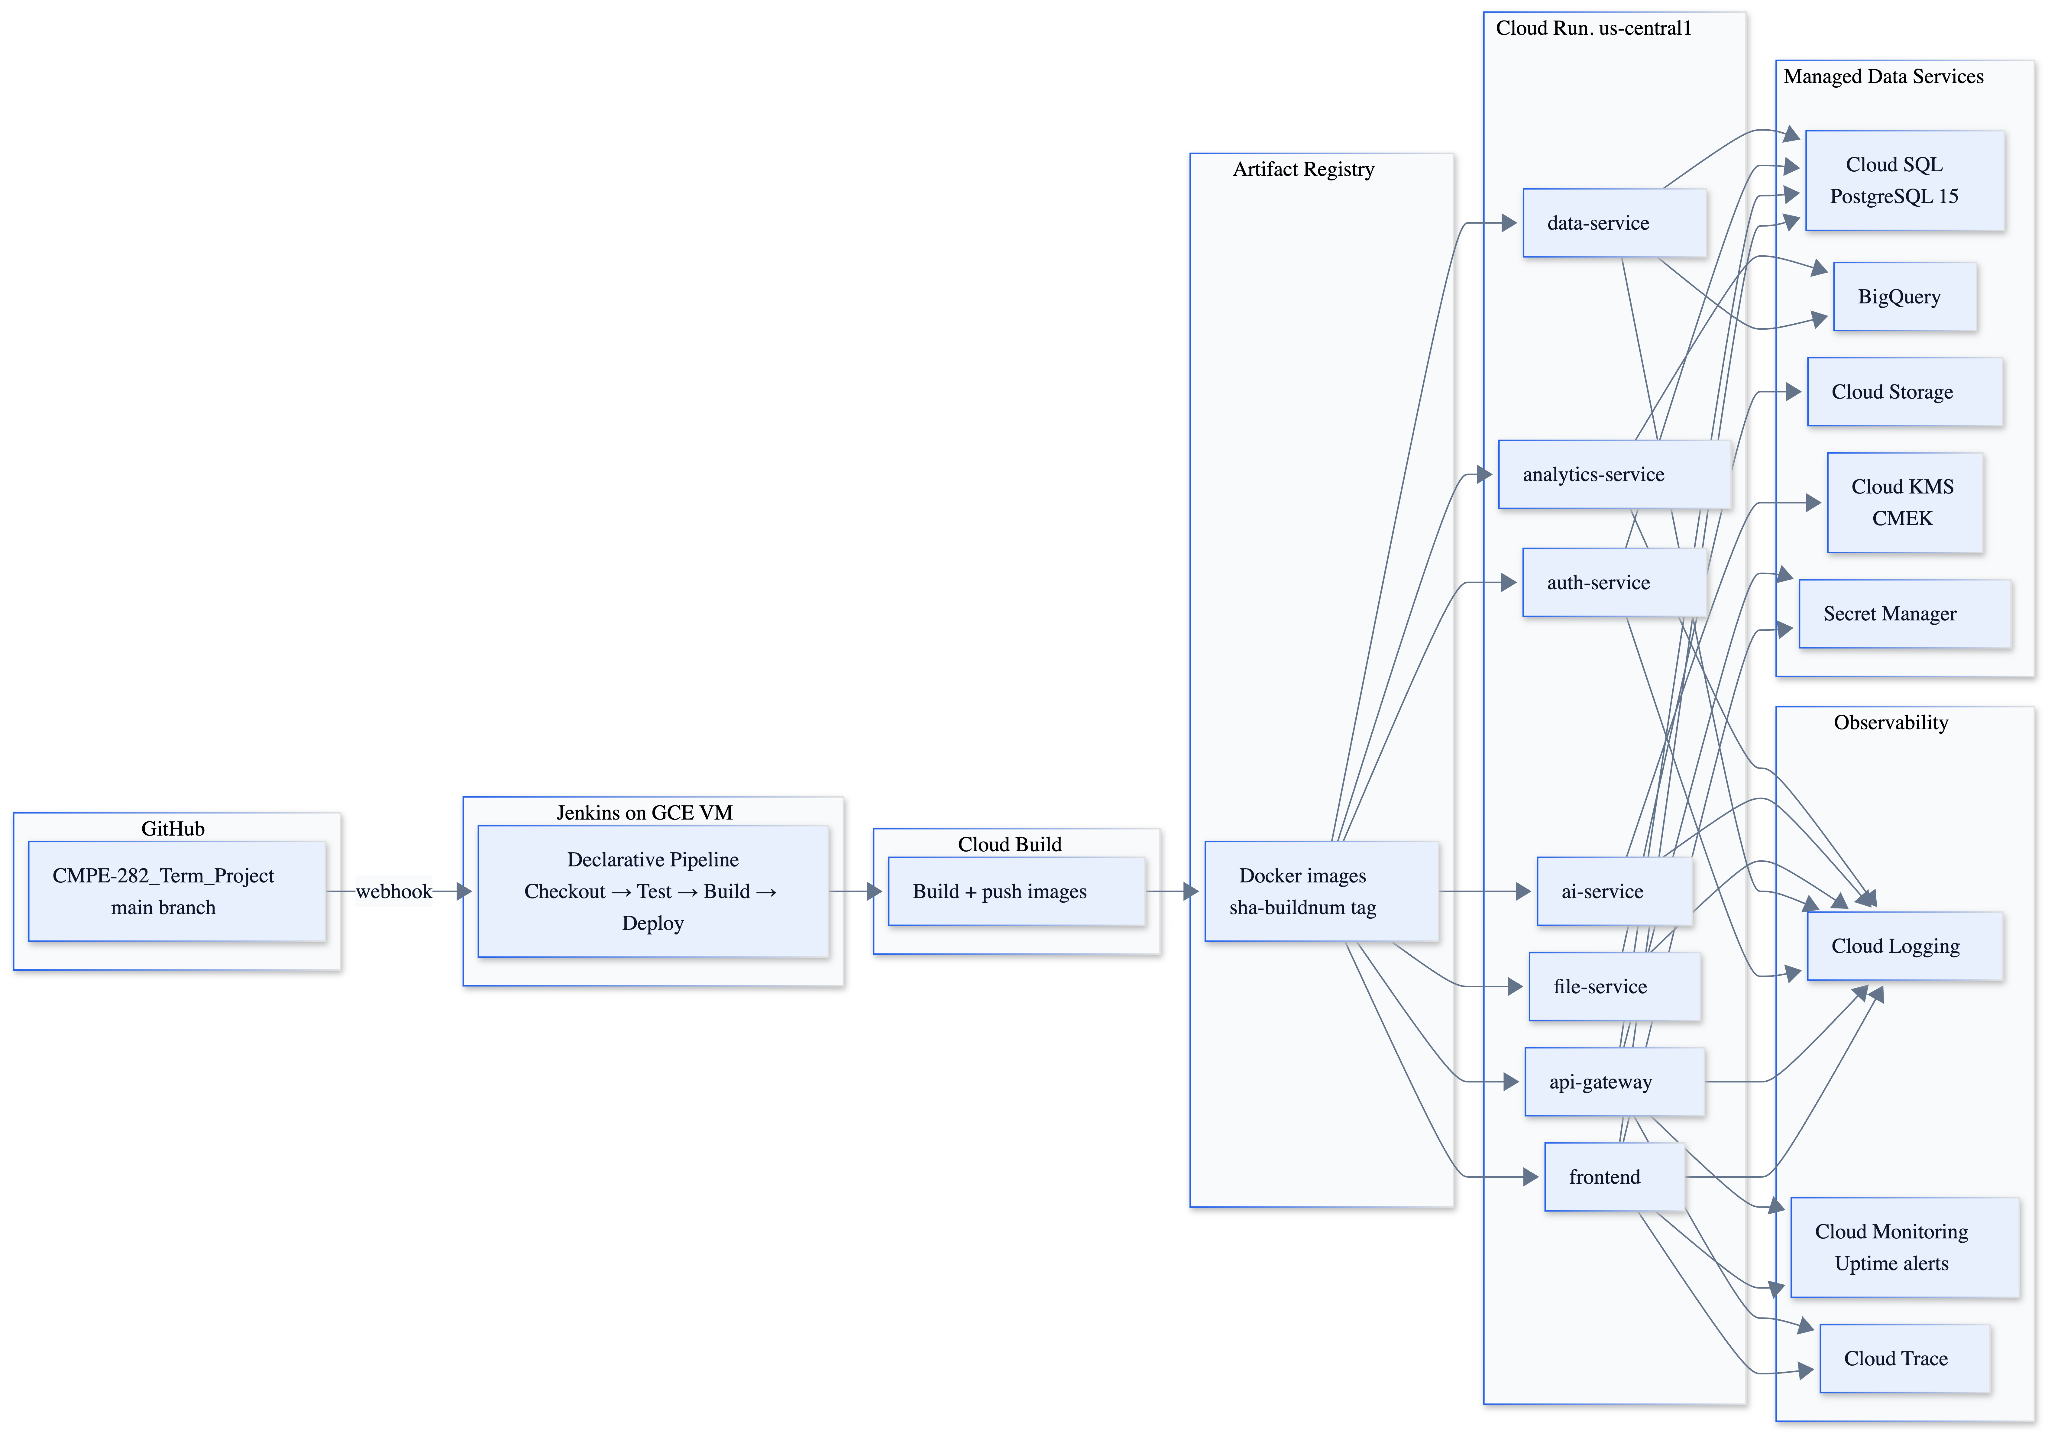 GitHub
CMPE-282_Term_Project
main branch
webhook
Jenkins on GCE VM
Declarative Pipeline
Checkout → Test → Build →
Deploy
Cloud Build
Build + push images
Artifact Registry
Docker images
sha-buildnum tag
Cloud Run. us-central1
data-service
analytics-service
auth-service
ai-service
file-service
api-gateway
frontend
Managed Data Services
Cloud SQL
PostgreSQL 15
BigQuery
Cloud Storage
Cloud KMS
CMEK
Secret Manager
Observability
Cloud Logging
Cloud Monitoring
Uptime alerts
Cloud Trace